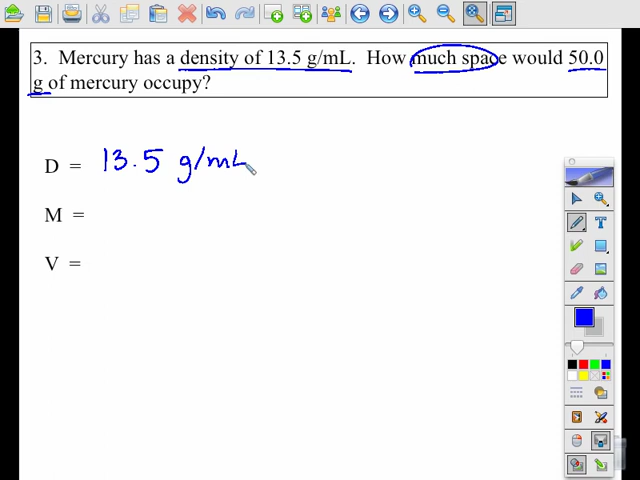 3. Mercury has a density of 13.5 g/mL. How much space would 50.0
g of mercury occupy?
D = 13.5 g/mL
M =
V =